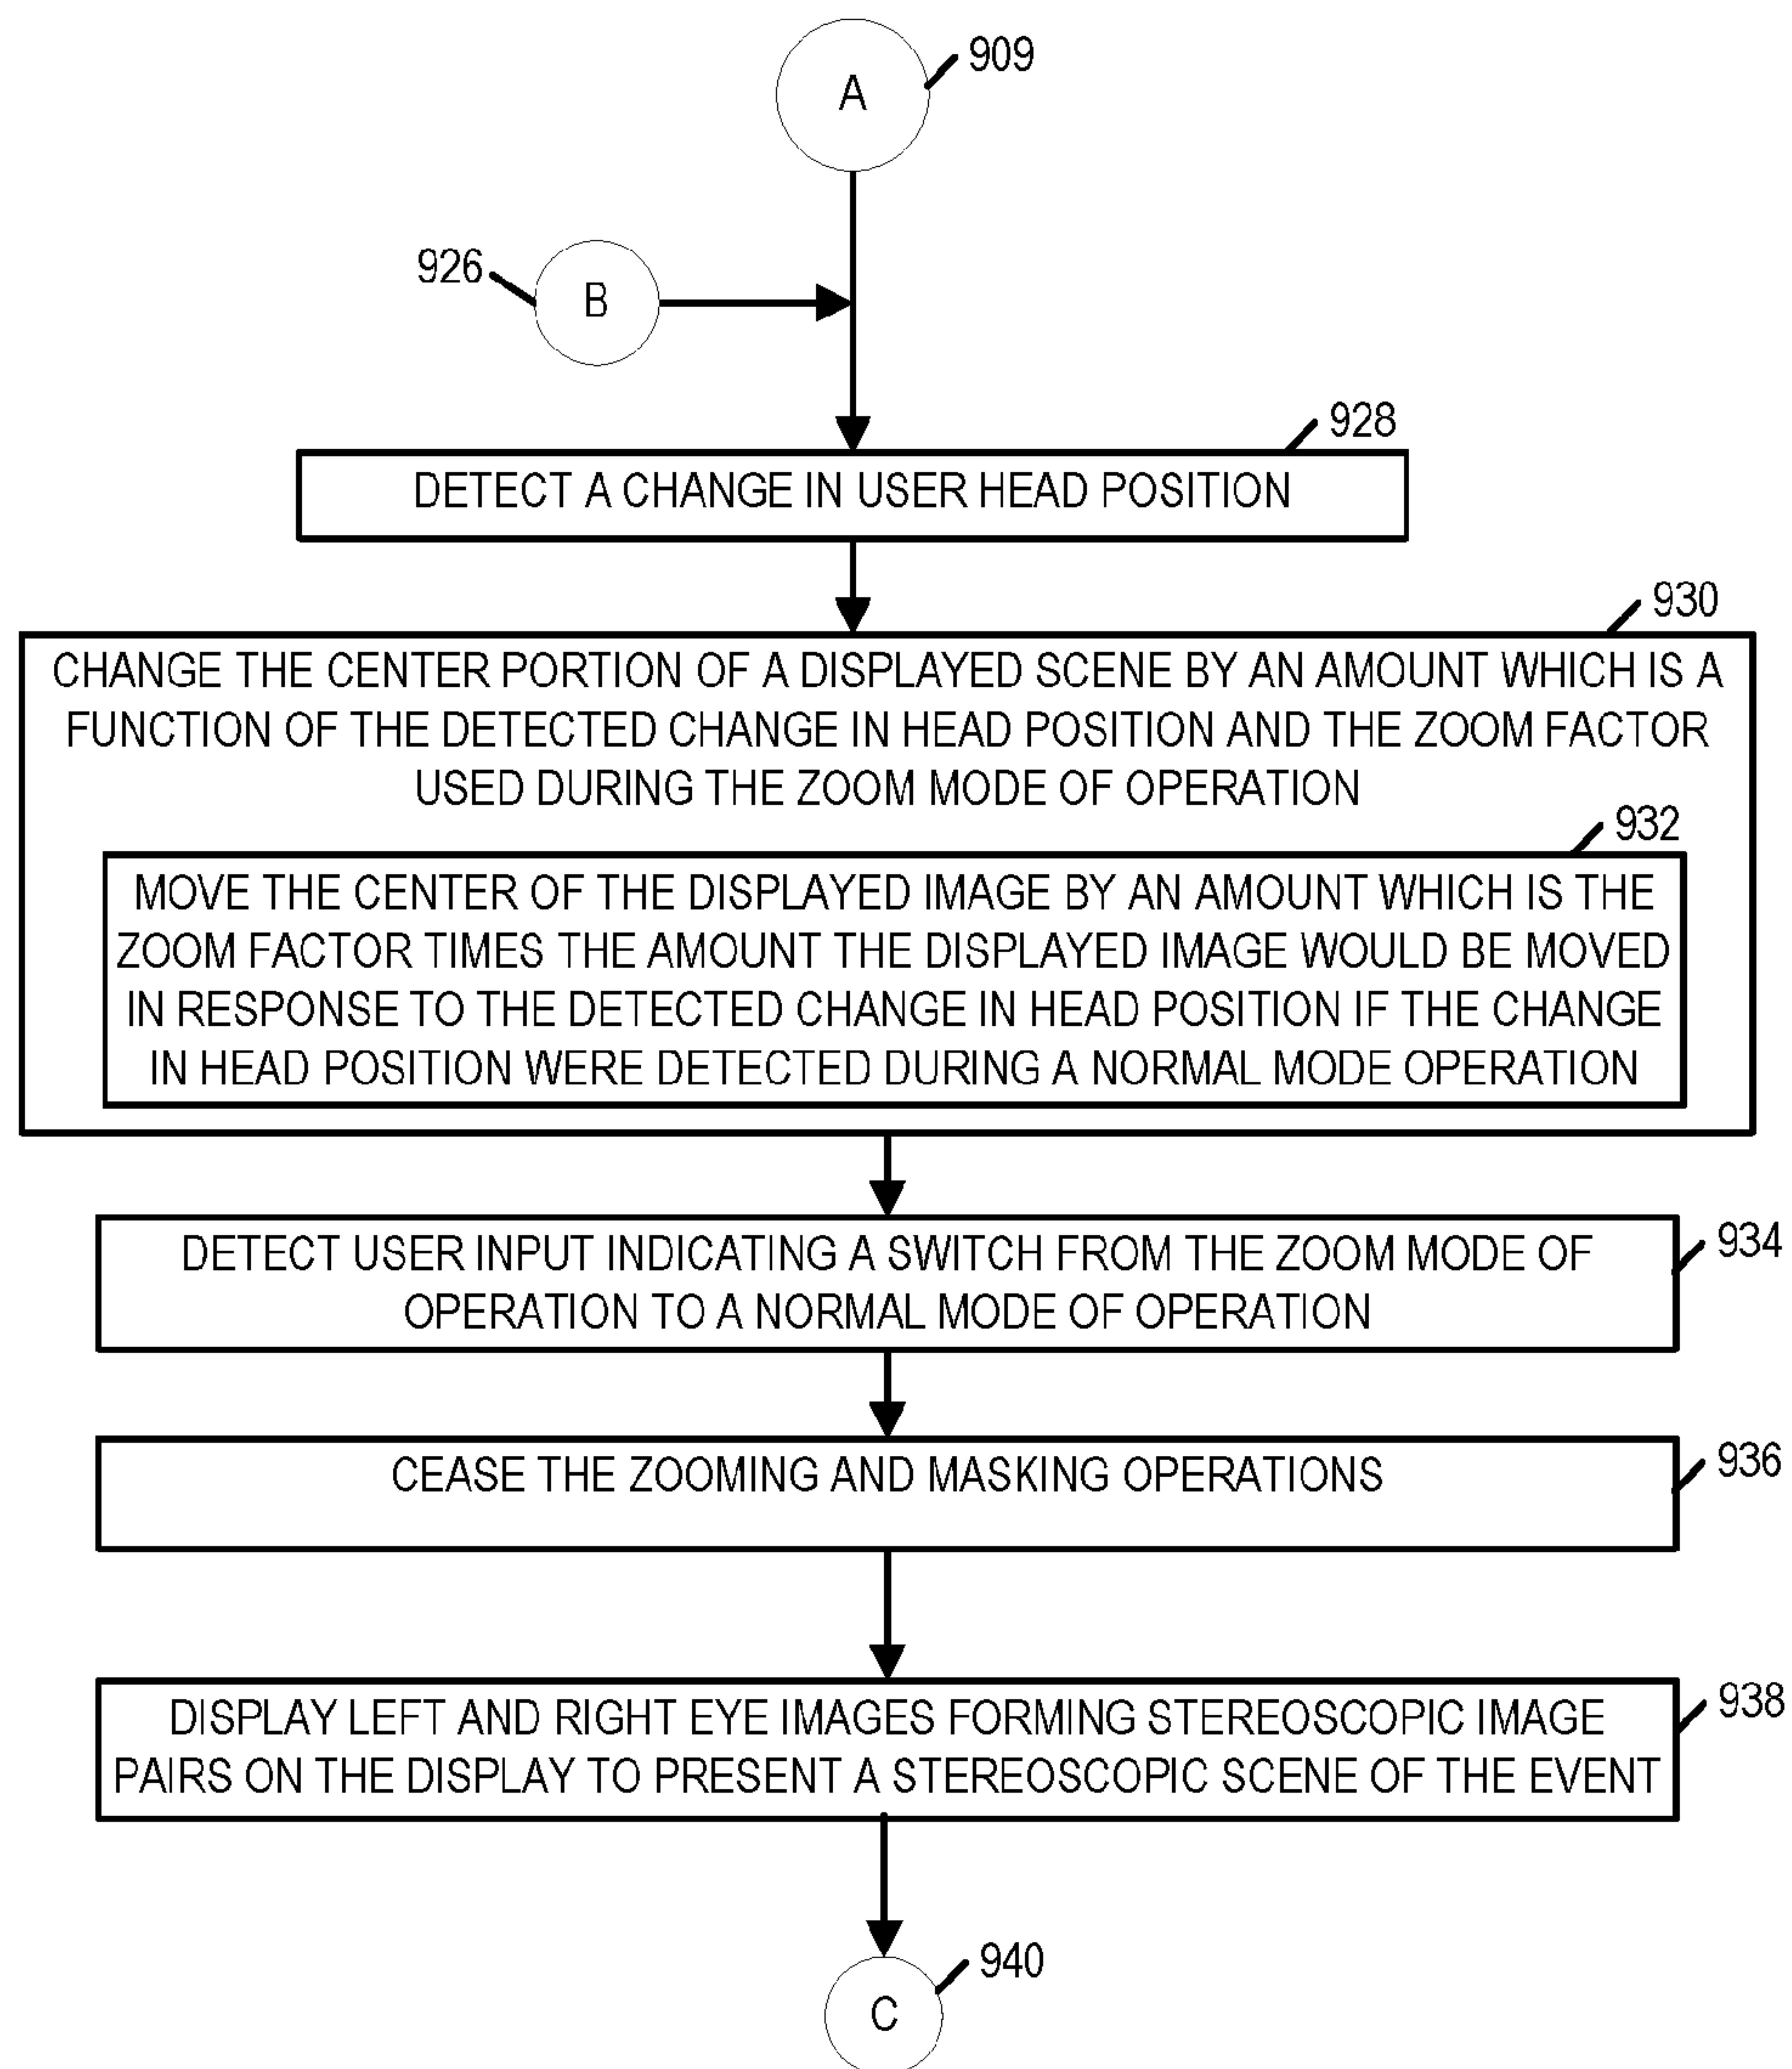 A
909
926
B
928
DETECT A CHANGE IN USER HEAD POSITION
930
CHANGE THE CENTER PORTION OF A DISPLAYED SCENE BY AN AMOUNT WHICH IS A
FUNCTION OF THE DETECTED CHANGE IN HEAD POSITION AND THE ZOOM FACTOR
USED DURING THE ZOOM MODE OF OPERATION
932
MOVE THE CENTER OF THE DISPLAYED IMAGE BY AN AMOUNT WHICH IS THE
ZOOM FACTOR TIMES THE AMOUNT THE DISPLAYED IMAGE WOULD BE MOVED
IN RESPONSE TO THE DETECTED CHANGE IN HEAD POSITION IF THE CHANGE
IN HEAD POSITION WERE DETECTED DURING A NORMAL MODE OPERATION
DETECT USER INPUT INDICATING A SWITCH FROM THE ZOOM MODE OF
OPERATION TO A NORMAL MODE OF OPERATION
934
CEASE THE ZOOMING AND MASKING OPERATIONS
936
DISPLAY LEFT AND RIGHT EYE IMAGES FORMING STEREOSCOPIC IMAGE
PAIRS ON THE DISPLAY TO PRESENT A STEREOSCOPIC SCENE OF THE EVENT
938
940
C